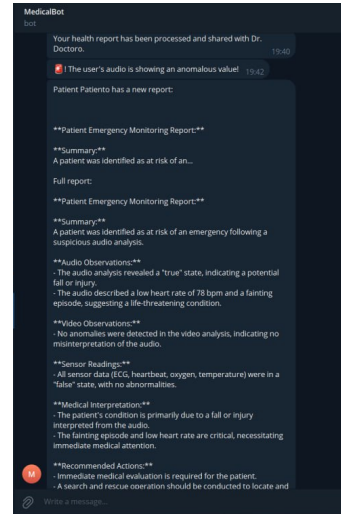 MedicalBot
bot
Your health report has been processed and shared with Dr.
Doctoro.
19:40
🚨! The user's audio is showing an anomalous value! 19:42
Patient Patiento has a new report:
**Patient Emergency Monitoring Report:**
**Summary:**
A patient was identified as at risk of an...
Full report:
**Patient Emergency Monitoring Report:**
**Summary:**
A patient was identified as at risk of an emergency following a
suspicious audio analysis.
**Audio Observations:**
- The audio analysis revealed a "true" state, indicating a potential
fall or injury.
- The audio described a low heart rate of 78 bpm and a fainting
episode, suggesting a life-threatening condition.
**Video Observations:**
- No anomalies were detected in the video analysis, indicating no
misinterpretation of the audio.
**Sensor Readings:**
- All sensor data (ECG, heartbeat, oxygen, temperature) were in a
"false" state, with no abnormalities.
**Medical Interpretation:**
- The patient's condition is primarily due to a fall or injury
interpreted from the audio.
- The fainting episode and low heart rate are critical, necessitating
immediate medical attention.
**Recommended Actions:**
- Immediate medical evaluation is required for the patient.
- A search and rescue operation should be conducted to locate and
M
Write a message...